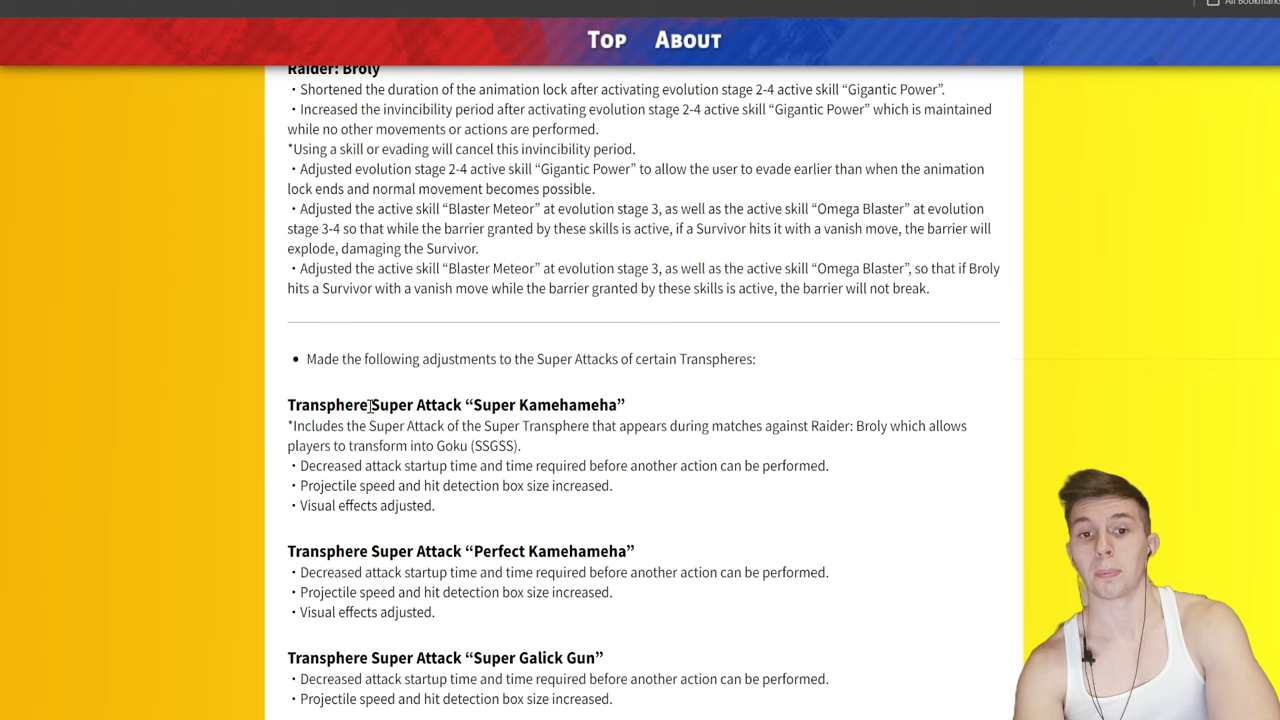 All Bookmarks
TOP ABOUT
Raider: Broly
・Shortened the duration of the animation lock after activating evolution stage 2-4 active skill “Gigantic Power”.
・Increased the invincibility period after activating evolution stage 2-4 active skill “Gigantic Power” which is maintained
while no other movements or actions are performed.
*Using a skill or evading will cancel this invincibility period.
・Adjusted evolution stage 2-4 active skill “Gigantic Power” to allow the user to evade earlier than when the animation
lock ends and normal movement becomes possible.
・Adjusted the active skill “Blaster Meteor” at evolution stage 3, as well as the active skill “Omega Blaster” at evolution
stage 3-4 so that while the barrier granted by these skills is active, if a Survivor hits it with a vanish move, the barrier will
explode, damaging the Survivor.
・Adjusted the active skill “Blaster Meteor” at evolution stage 3, as well as the active skill “Omega Blaster”, so that if Broly
hits a Survivor with a vanish move while the barrier granted by these skills is active, the barrier will not break.
• Made the following adjustments to the Super Attacks of certain Transpheres:
Transphere Super Attack “Super Kamehameha”
*Includes the Super Attack of the Super Transphere that appears during matches against Raider: Broly which allows
players to transform into Goku (SSGSS).
・Decreased attack startup time and time required before another action can be performed.
・Projectile speed and hit detection box size increased.
・Visual effects adjusted.
Transphere Super Attack “Perfect Kamehameha”
・Decreased attack startup time and time required before another action can be performed.
・Projectile speed and hit detection box size increased.
・Visual effects adjusted.
Transphere Super Attack “Super Galick Gun”
・Decreased attack startup time and time required before another action can be performed.
・Projectile speed and hit detection box size increased.